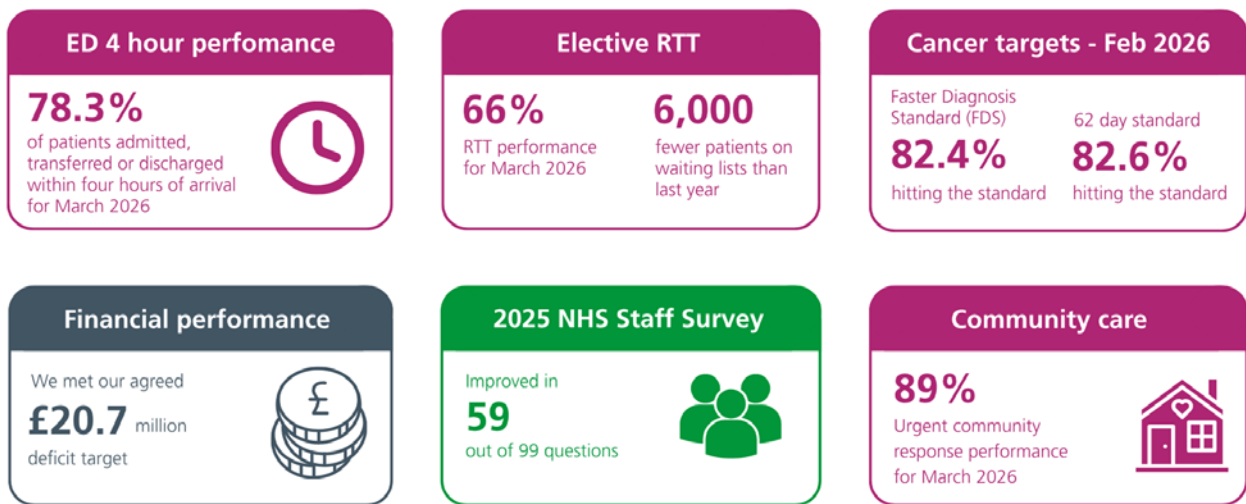 ED 4 hour perfomance
78.3%
of patients admitted,
transferred or discharged
within four hours of arrival
for March 2026
Elective RTT
66%
RTT performance
for March 2026
6,000
fewer patients on
waiting lists than
last year
Cancer targets - Feb 2026
Faster Diagnosis
Standard (FDS)
82.4%
hitting the standard
62 day standard
82.6%
hitting the standard
Financial performance
We met our agreed
£20.7 million
deficit target
£
2025 NHS Staff Survey
Improved in
59
out of 99 questions
Community care
89%
Urgent community
response performance
for March 2026